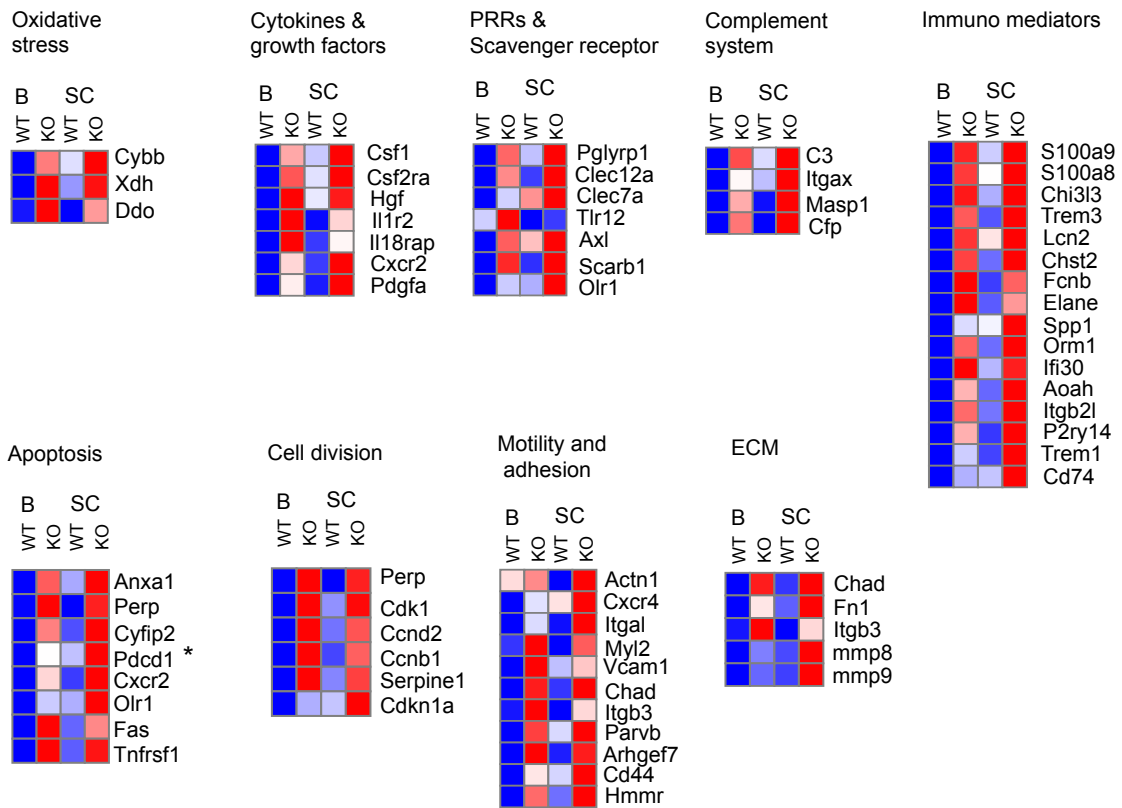 Oxidative
stress
B SC
WT KO WT KO
Cybb
Xdh
Ddo
Cytokines &
growth factors
B SC
WT KO WT KO
Csf1
Csf2ra
Hgf
Il1r2
Il18rap
Cxcr2
Pdgfa
PRRs &
Scavenger receptor
B SC
WT KO WT KO
Pglyrp1
Clec12a
Clec7a
Tlr12
Axl
Scarb1
Olr1
Complement
system
B SC
WT KO WT KO
C3
Itgax
Masp1
Cfp
Immuno mediators
B SC
WT KO WT KO
S100a9
S100a8
Chi3l3
Trem3
Lcn2
Chst2
Fcnb
Elane
Spp1
Orm1
Ifi30
Aoah
Itgb2l
P2ry14
Trem1
Cd74
Apoptosis
B SC
WT KO WT KO
Anxa1
Perp
Cyfip2
Pdcd1 *
Cxcr2
Olr1
Fas
Tnfrsf1
Cell division
B SC
WT KO WT KO
Perp
Cdk1
Ccnd2
Ccnb1
Serpine1
Cdkn1a
Motility and
adhesion
B SC
WT KO WT KO
Actn1
Cxcr4
Itgal
Myl2
Vcam1
Chad
Itgb3
Parvb
Arhgef7
Cd44
Hmmr
ECM
B SC
WT KO WT KO
Chad
Fn1
Itgb3
mmp8
mmp9